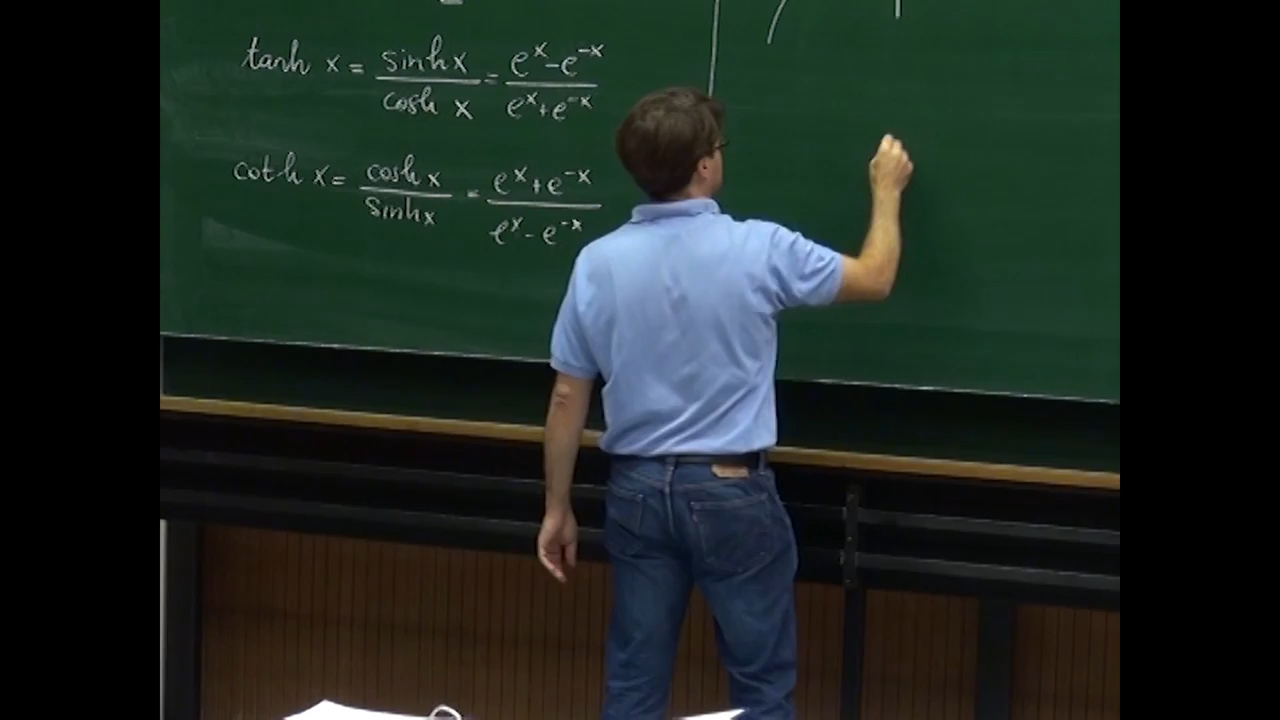 tanh x = sinh x / cosh x = e^x - e^-x / e^x + e^-x
coth x = cosh x / sinh x = e^x + e^-x / e^x - e^-x